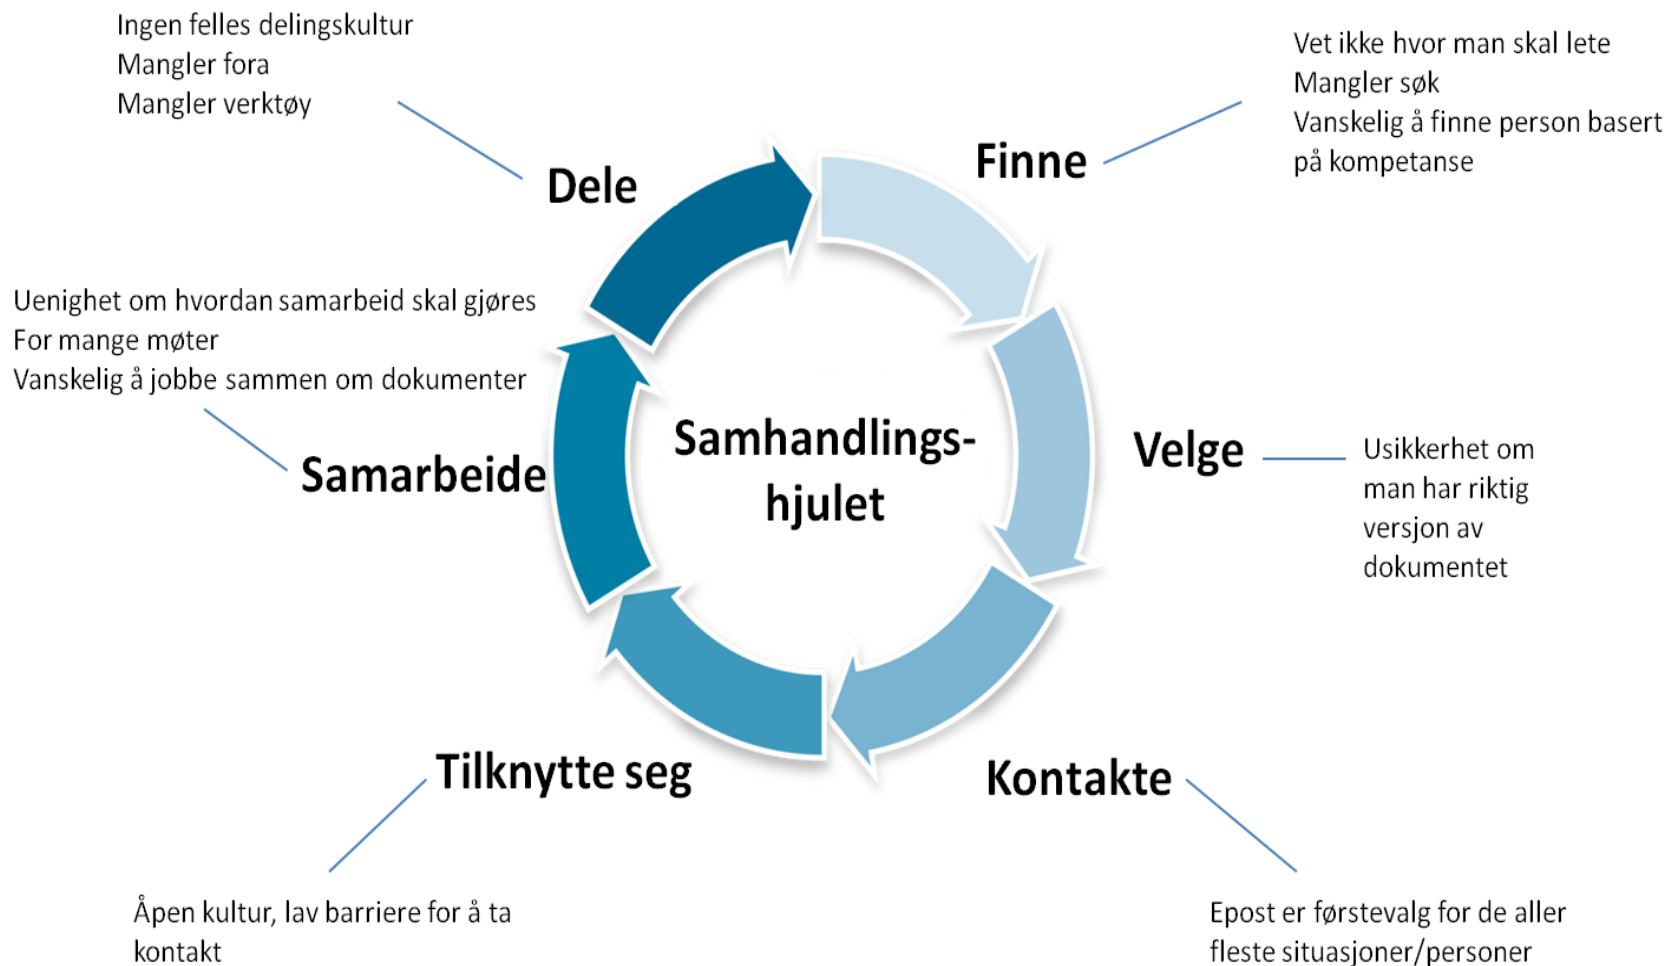 Ingen felles delingskultur
Mangler fora
Mangler verktøy
Dele
Vet ikke hvor man skal lete
Mangler søk
Vanskelig å finne person basert
på kompetanse
Finne
Uenighet om hvordan samarbeid skal gjøres
For mange møter
Vanskelig å jobbe sammen om dokumenter
Samarbeide
Samhandlings-
hjulet
Velge
Usikkerhet om
man har riktig
versjon av
dokumentet
Tilknytte seg
Kontakte
Åpen kultur, lav barriere for å ta
kontakt
Epost er førstevalg for de aller
fleste situasjoner/personer